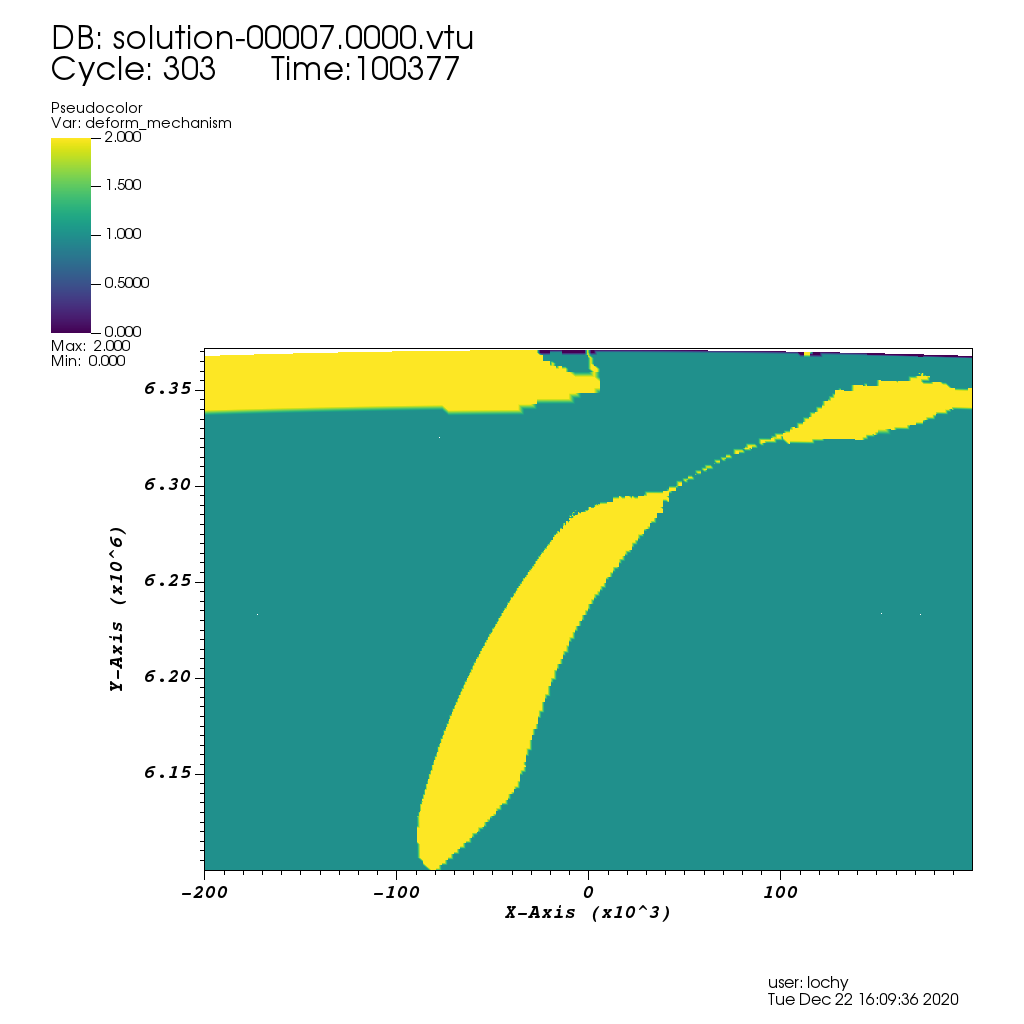 DB: solution-00007.0000.vtu
Cycle: 303 Time:100377
Pseudocolor
Var: deform_mechanism
2.000
1.500
1.000
0.5000
0.000
Max: 2.000
Min: 0.000
6.35
6.30
6.25
6.20
6.15
Y-Axis (x10^6)
-200 -100 0 100
X-Axis (x10^3)
user: lochy
Tue Dec 22 16:09:36 2020